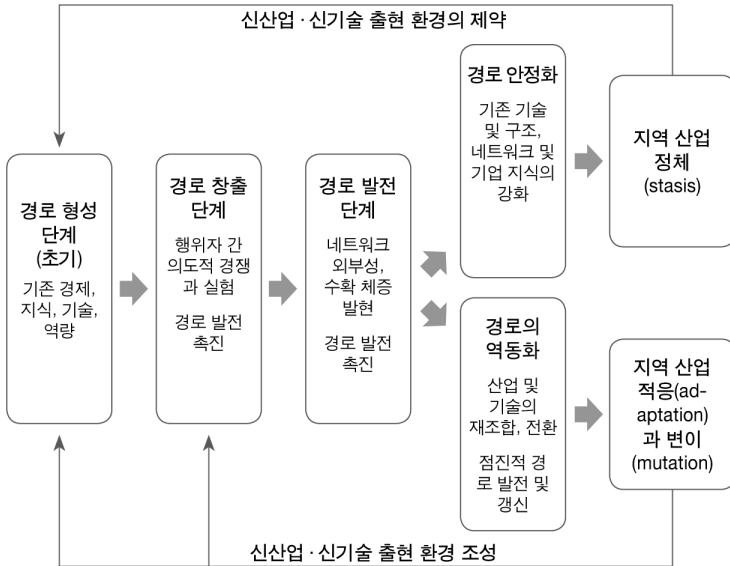 신산업 · 신기술 출현 환경의 제약
경로 형성
단계
(초기)
기존 경제,
지식, 기술,
역량
경로 창출
단계
행위자 간
의도적 경쟁
과 실험
경로 발전
촉진
경로 발전
단계
네트워크
외부성,
수확 체증
발현
경로 발전
촉진
경로 안정화
기존 기술
및 구조,
네트워크 및
기업 지식의
강화
지역 산업
정체
(stasis)
경로의
역동화
산업 및
기술의
재조합, 전환
점진적 경
로 발전 및
갱신
지역 산업
적응(ad-
aptation)
과 변이
(mutation)
신산업 · 신기술 출현 환경 조성